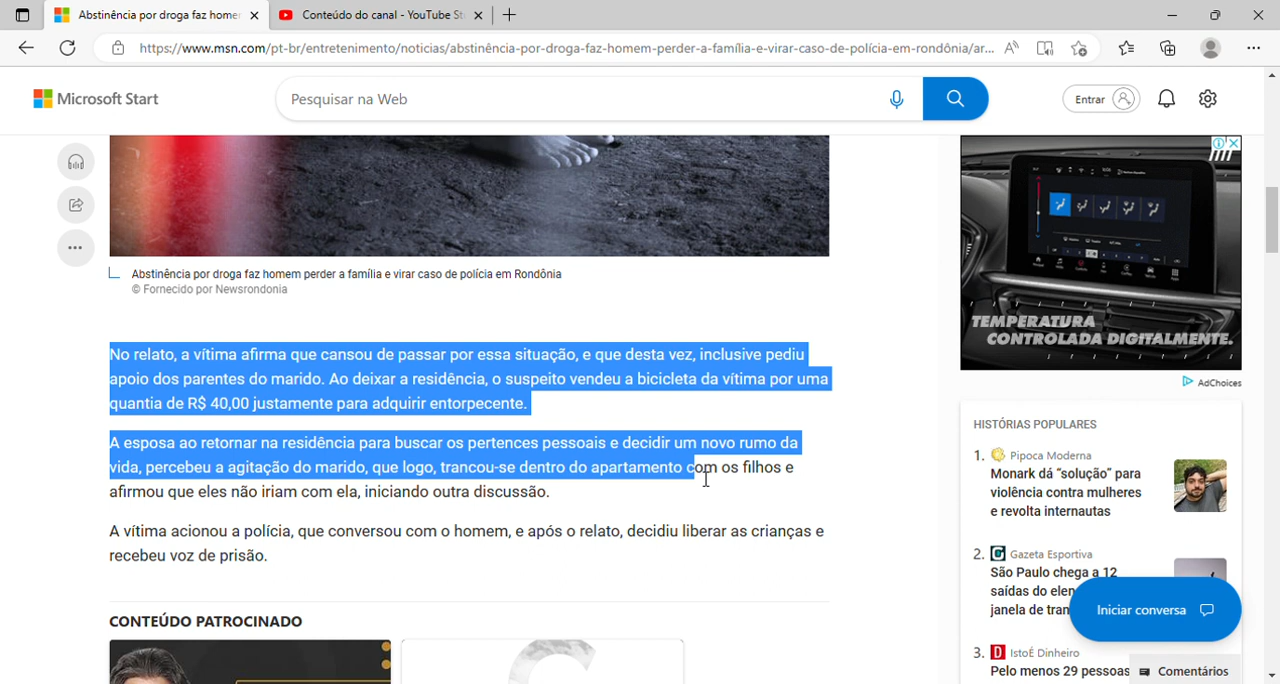 Abstinência por droga faz homem
Conteúdo do canal - YouTube St
https://www.msn.com/pt-br/entretenimento/noticias/abstinência-por-droga-faz-homem-perder-a-família-e-virar-caso-de-polícia-em-rondônia/ar...
Microsoft Start
Pesquisar na Web
Entrar
Abstinência por droga faz homem perder a família e virar caso de polícia em Rondônia
© Fornecido por Newsrondonia
No relato, a vítima afirma que cansou de passar por essa situação, e que desta vez, inclusive pediu
apoio dos parentes do marido. Ao deixar a residência, o suspeito vendeu a bicicleta da vítima por uma
quantia de R$ 40,00 justamente para adquirir entorpecente.
A esposa ao retornar na residência para buscar os pertences pessoais e decidir um novo rumo da
vida, percebeu a agitação do marido, que logo, trancou-se dentro do apartamento com os filhos e
afirmou que eles não iriam com ela, iniciando outra discussão.
A vítima acionou a polícia, que conversou com o homem, e após o relato, decidiu liberar as crianças e
recebeu voz de prisão.
CONTEÚDO PATROCINADO
TEMPERATURA
CONTROLADA DIGITALMENTE.
AdChoices
HISTÓRIAS POPULARES
1. Pipoca Moderna
Monark dá “solução” para
violência contra mulheres
e revolta internautas
2. Gazeta Esportiva
São Paulo chega a 12
saídas do elen
janela de tran
Iniciar conversa
3. IstoÉ Dinheiro
Pelo menos 29 pessoas
Comentários